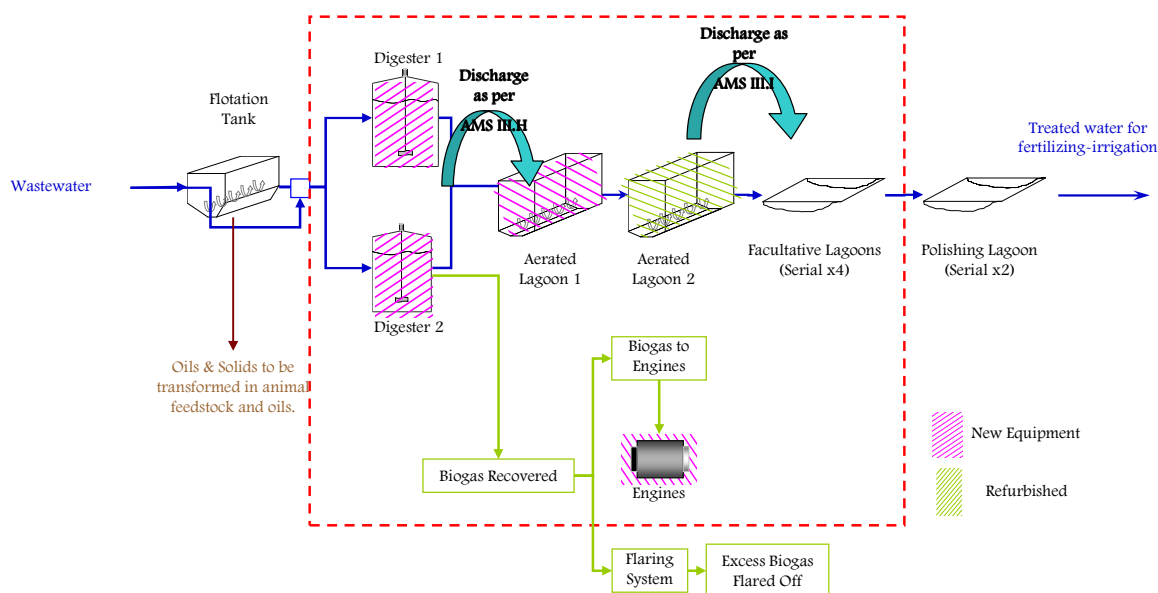 Wastewater
Flotation
Tank
Oils & Solids to be
transformed in animal
feedstock and oils.
Digester 1
Digester 2
Discharge
as per
AMS III.H
Aerated
Lagoon 1
Aerated
Lagoon 2
Discharge as
per
AMS III.I
Facultative Lagoons
(Serial x4)
Polishing Lagoon
(Serial x2)
Treated water for
fertilizing-irrigation
Biogas Recovered
Biogas to
Engines
Engines
Flaring
System
Excess Biogas
Flared Off
New Equipment
Refurbished